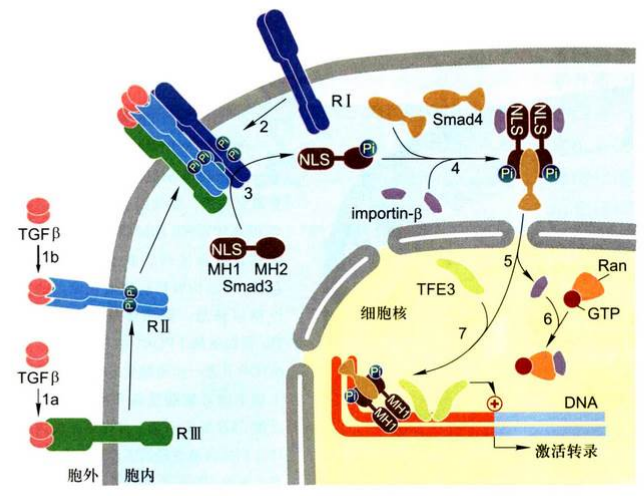 RⅠ
2
Smad4
NLS
NLS
Pi
Pi
Pi
Pi
3
NLS
Pi
4
importin-β
TGFβ
1b
NLS
MH1 MH2
Smad3
Pi
Pi
RⅡ
5
Ran
TFE3
GTP
细胞核
6
7
TGFβ
1a
Pi
Pi
MH1
MH1
DNA
RⅢ
激活转录
胞外 胞内